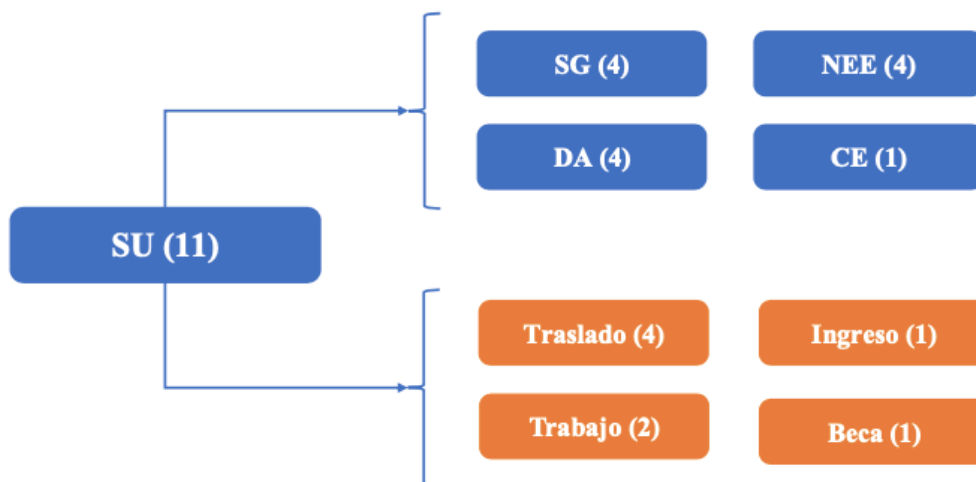 SG (4)
NEE (4)
DA (4)
CE (1)
SU (11)
Traslado (4)
Ingreso (1)
Trabajo (2)
Beca (1)